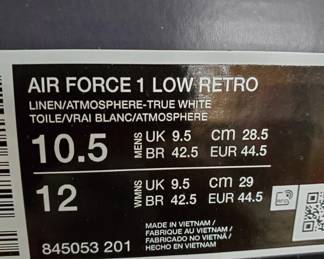 AIR FORCE 1 LOW RETRO
LINEN/ATMOSPHERE-TRUE WHITE
TOILE/VRAI BLANC/ATMOSPHERE
10.5 MENS UK 9.5 cm 28.5
BR 42.5 EUR 44.5
12 WMNS UK 9.5 cm 29
BR 42.5 EUR 44.5
MADE IN VIETNAM /
FABRIQUÉ AU VIETNAM /
FABRICADO NO VIETNÃ /
HECHO EN VIETNAM
845053 201